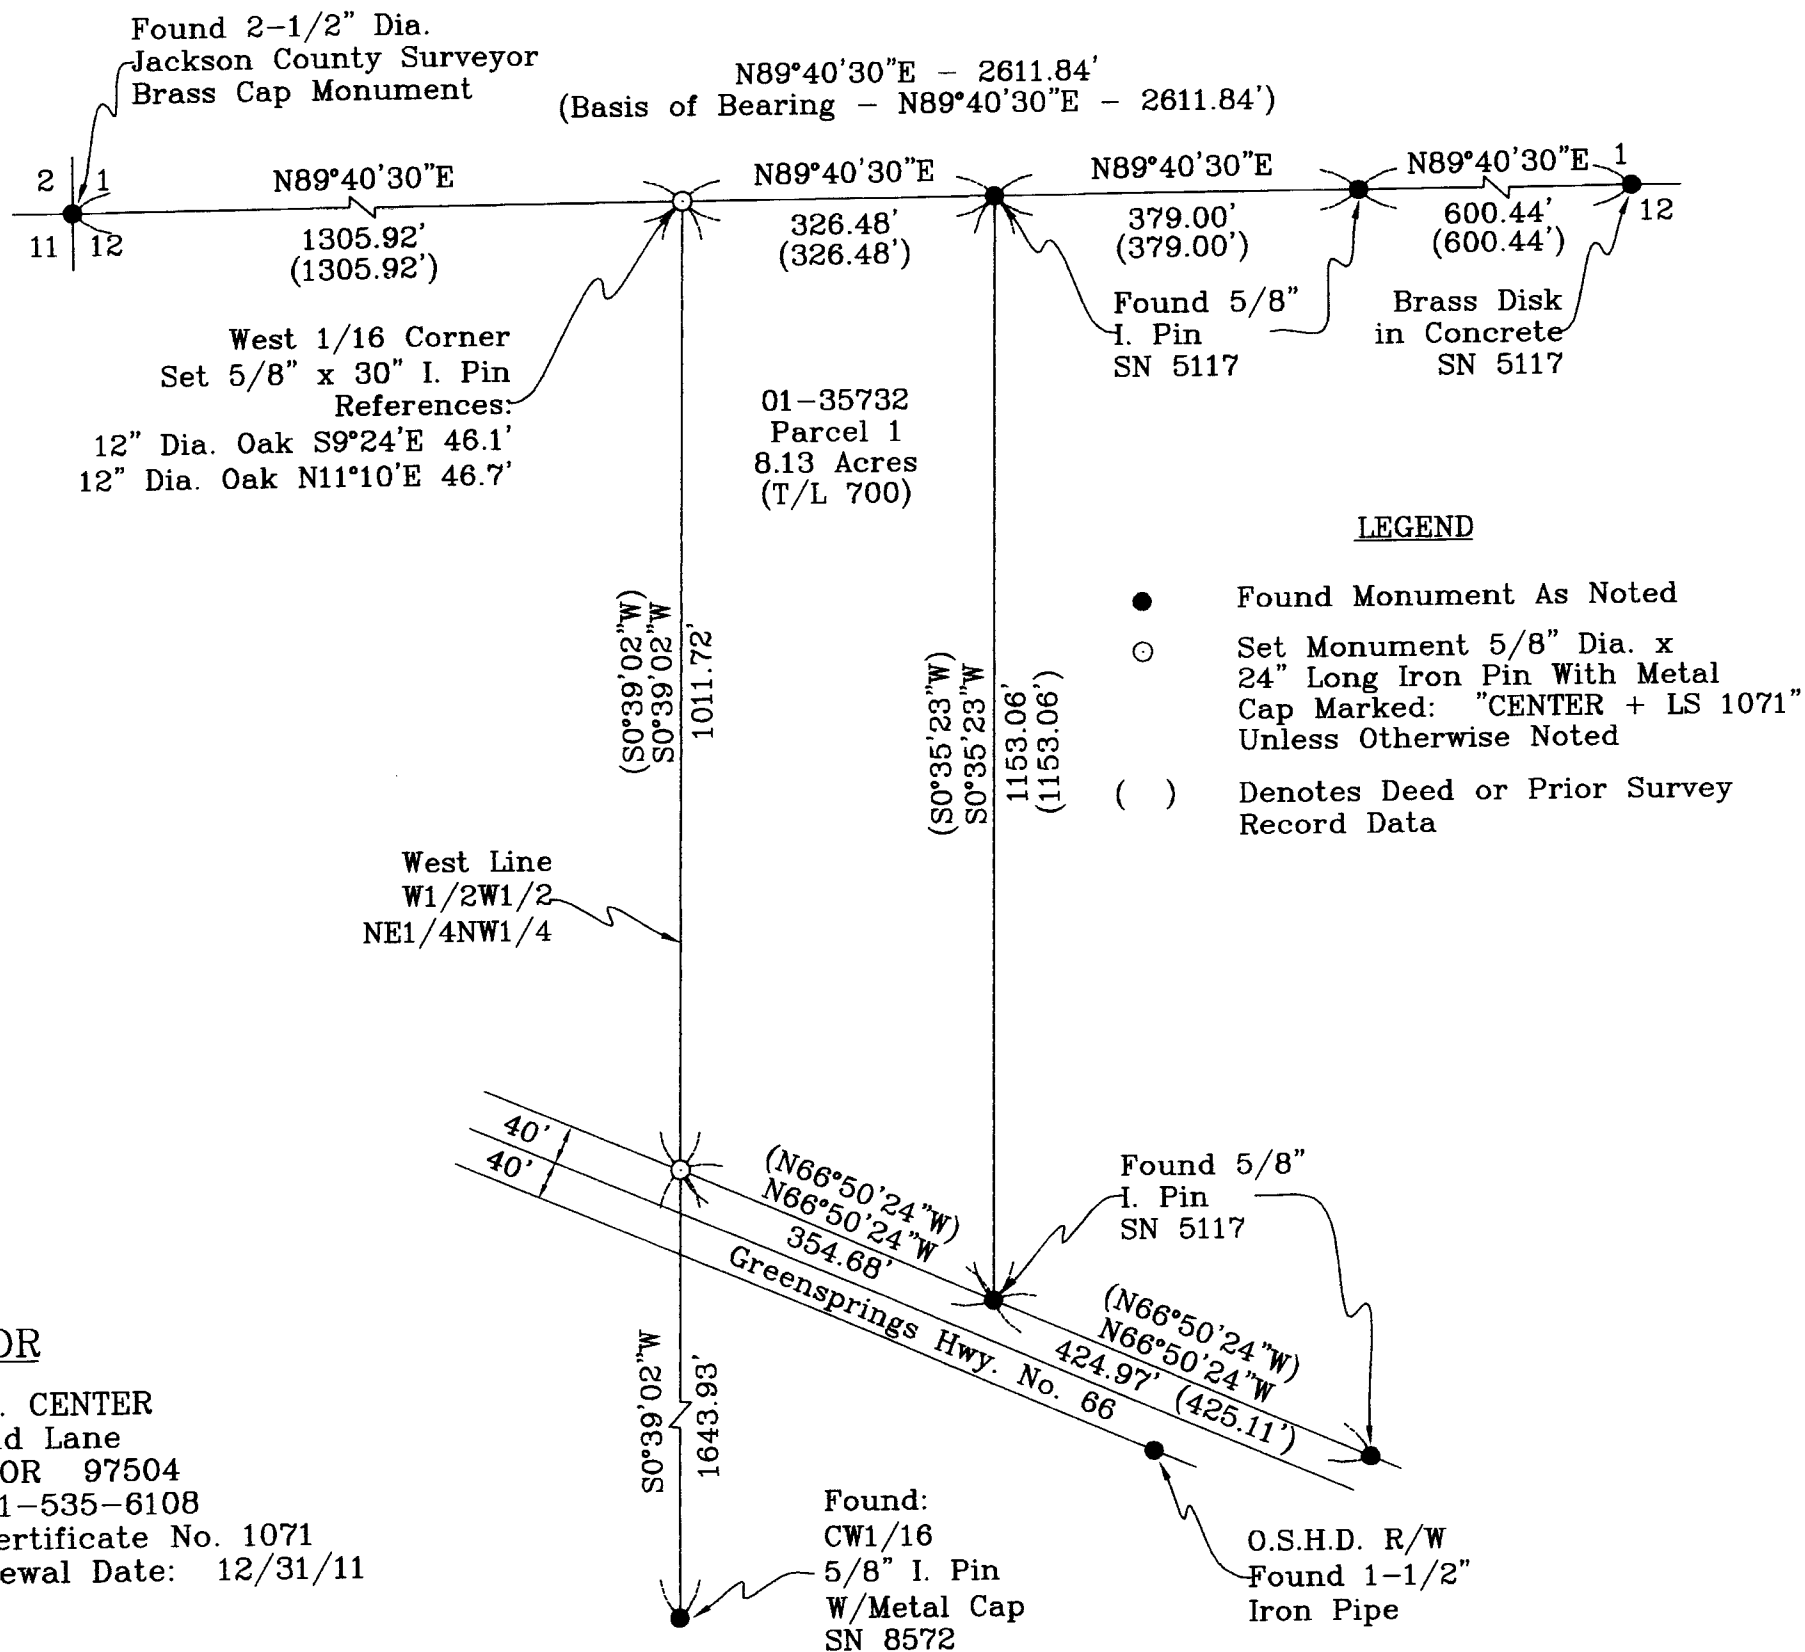 Found 2-1/2" Dia.
Jackson County Surveyor
Brass Cap Monument
N89°40'30"E - 2611.84'
(Basis of Bearing - N89°40'30"E - 2611.84')
2 1
11 12
N89°40'30"E
1305.92'
(1305.92')
N89°40'30"E
326.48'
(326.48')
N89°40'30"E
379.00'
(379.00')
N89°40'30"E
600.44'
(600.44')
1
12
West 1/16 Corner
Set 5/8" x 30" I. Pin
References:
12" Dia. Oak S9°24'E 46.1'
12" Dia. Oak N11°10'E 46.7'
Found 5/8"
I. Pin
SN 5117
Brass Disk
in Concrete
SN 5117
01-35732
Parcel 1
8.13 Acres
(T/L 700)
LEGEND
Found Monument As Noted
Set Monument 5/8" Dia. x
24" Long Iron Pin With Metal
Cap Marked: "CENTER + LS 1071"
Unless Otherwise Noted
( ) Denotes Deed or Prior Survey
Record Data
(S0°39'02"W)
S0°39'02"W
1011.72'
(S0°35'23"W)
S0°35'23"W
1153.06'
(1153.06')
West Line
W1/2W1/2
NE1/4NW1/4
40'
40'
(N66°50'24"W)
N66°50'24"W
354.68'
Greensprings Hwy. No. 66
Found 5/8"
I. Pin
SN 5117
(N66°50'24"W)
N66°50'24"W
424.97' (425.11')
S0°39'02"W
1643.93'
Found:
CW1/16
5/8" I. Pin
W/Metal Cap
SN 8572
O.S.H.D. R/W
Found 1-1/2"
Iron Pipe
OR
. CENTER
d Lane
OR 97504
1-535-6108
ertificate No. 1071
ewal Date: 12/31/11